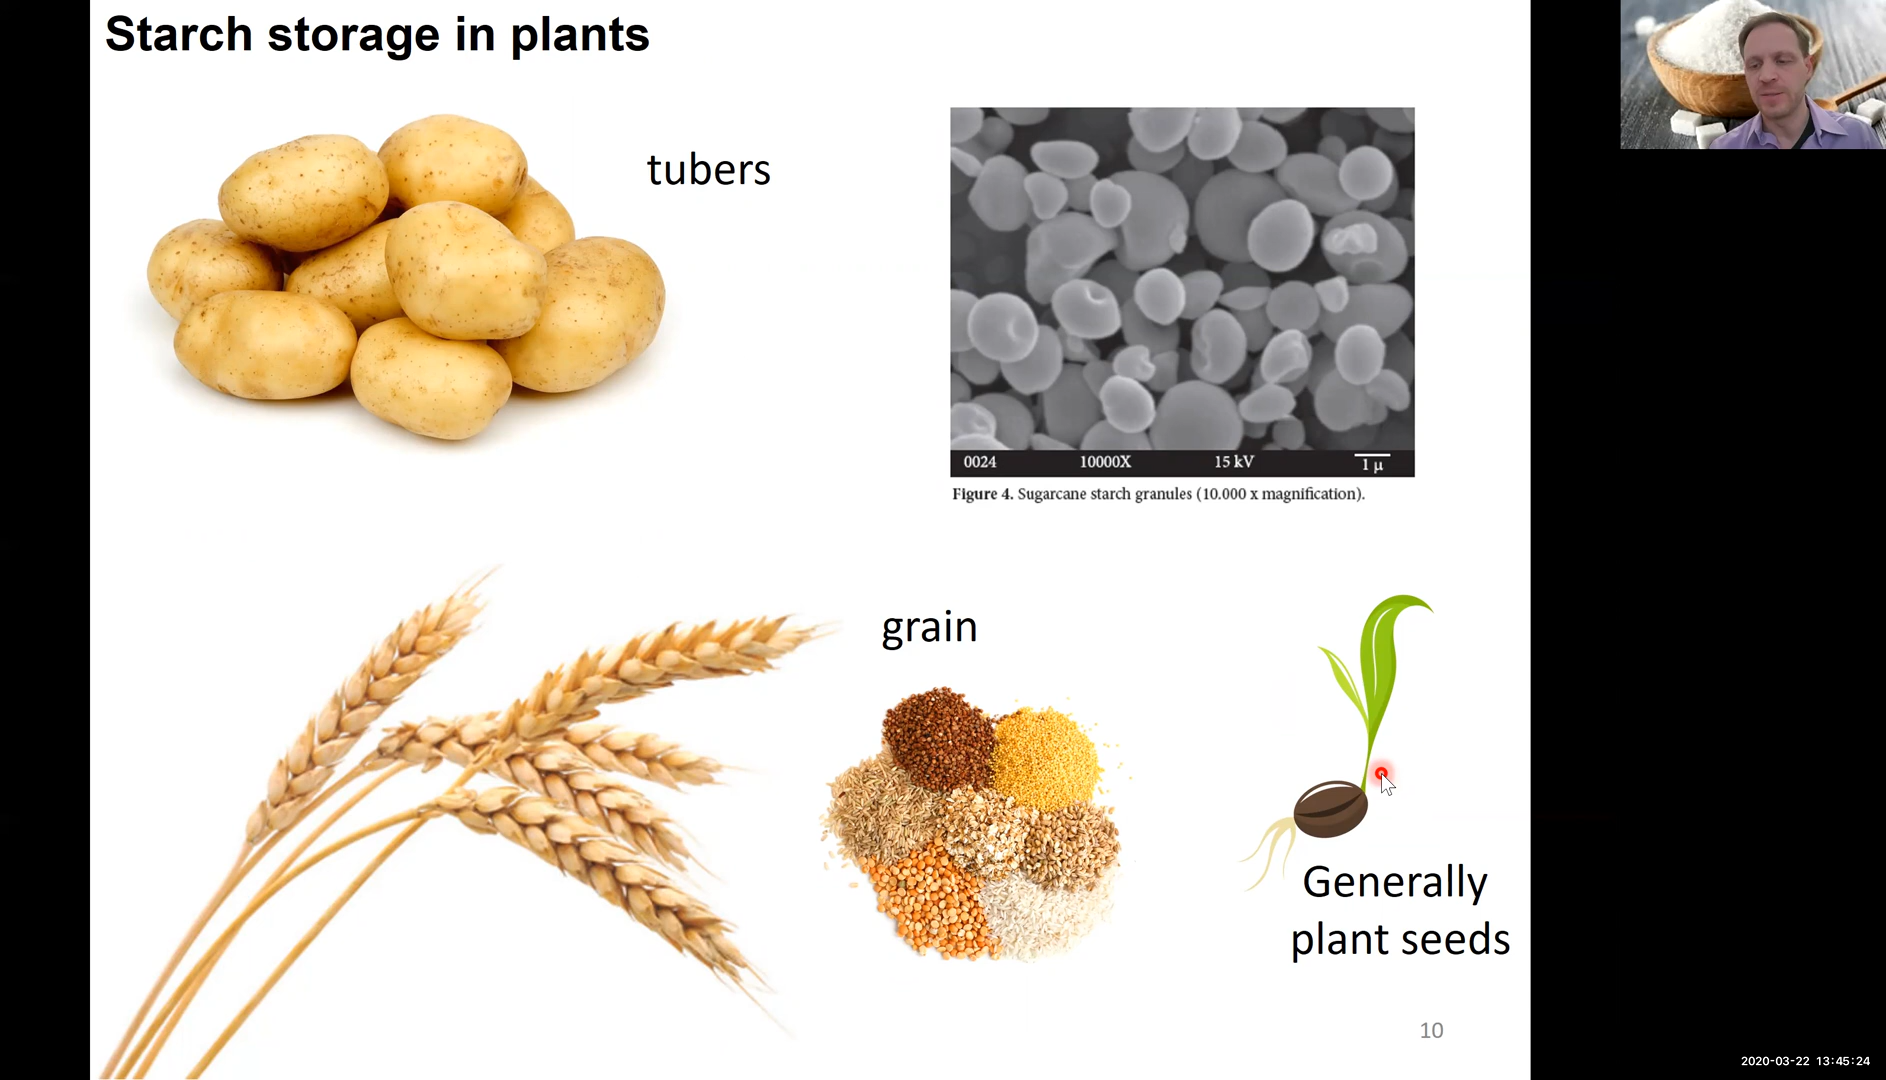 Starch storage in plants
tubers
0024 10000X 15 kV 1 μ
Figure 4. Sugarcane starch granules (10.000 x magnification).
grain
Generally
plant seeds
10
2020-03-22 13:45:24